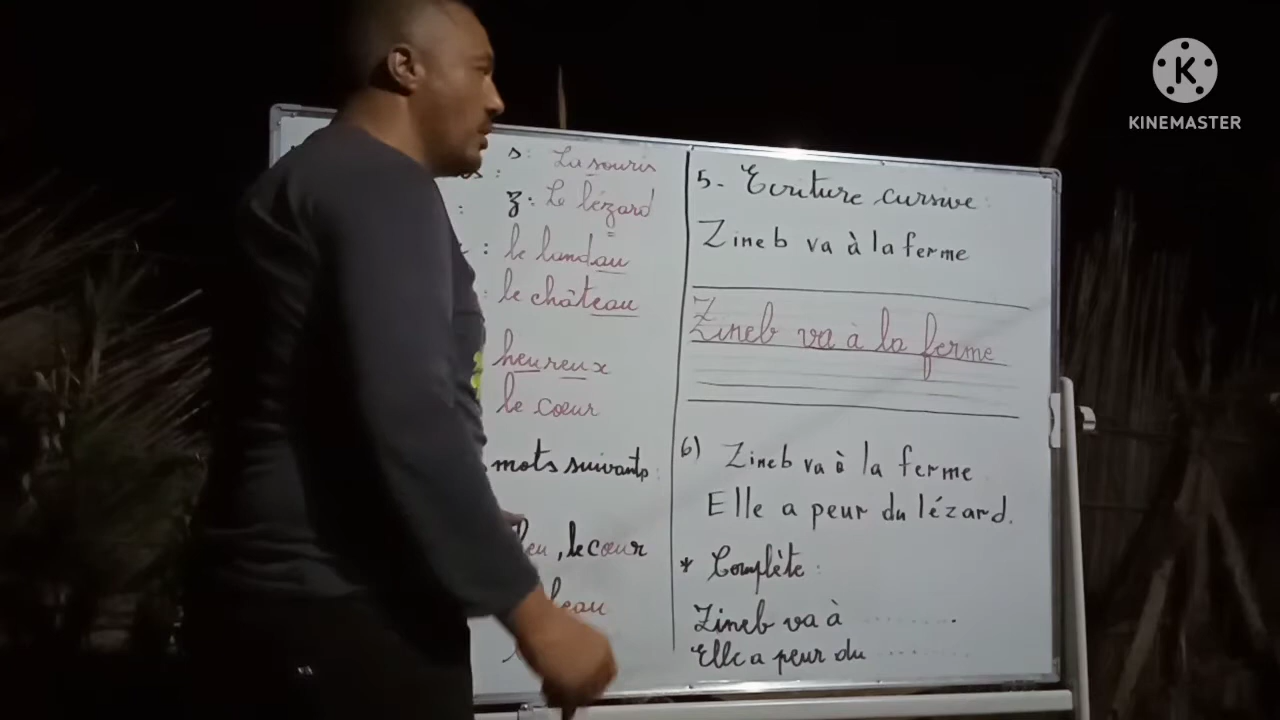 s: La souris
z: Le lézard
: le landau
: le château
heureux
le cœur
mots suivants
, le cœur
5. Ecriture cursive:
Zineb va à la ferme
Zineb va à la ferme
6) Zineb va à la ferme
Elle a peur du lézard.
* Complète:
Zineb va à ........
Elle a peur du ........
KINEMASTER